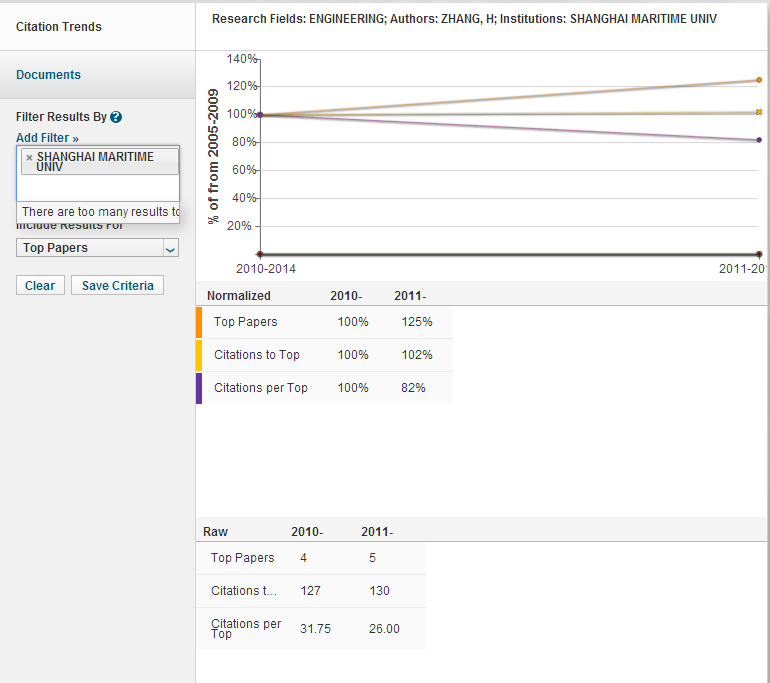 Citation Trends
Documents
Filter Results By ?
Add Filter »
× SHANGHAI MARITIME
UNIV
There are too many results to
Include Results For
Top Papers
Clear
Save Criteria
Research Fields: ENGINEERING; Authors: ZHANG, H; Institutions: SHANGHAI MARITIME UNIV
% of from 2005-2009
140%
120%
100%
80%
60%
40%
20%
2010-2014
2011-20
Normalized 2010- 2011-
Top Papers 100% 125%
Citations to Top 100% 102%
Citations per Top 100% 82%
Raw 2010- 2011-
Top Papers 4 5
Citations t... 127 130
Citations per
Top 31.75 26.00